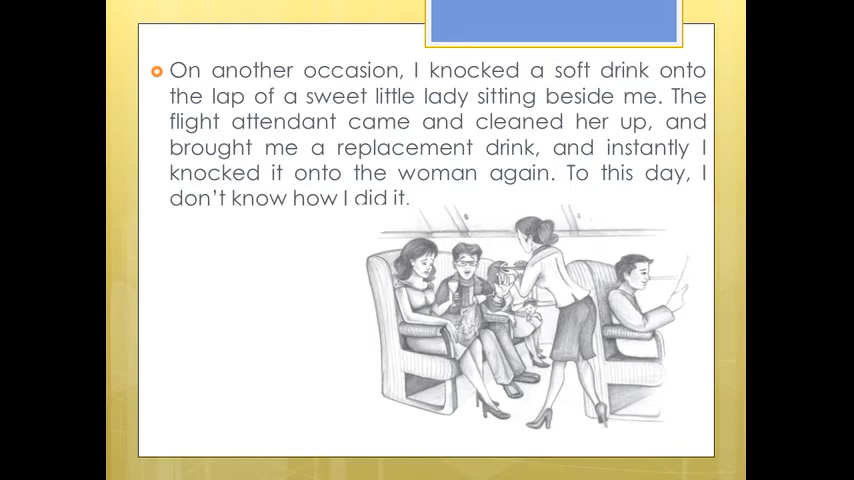 On another occasion, I knocked a soft drink onto
the lap of a sweet little lady sitting beside me. The
flight attendant came and cleaned her up, and
brought me a replacement drink, and instantly I
knocked it onto the woman again. To this day, I
don’t know how I did it.